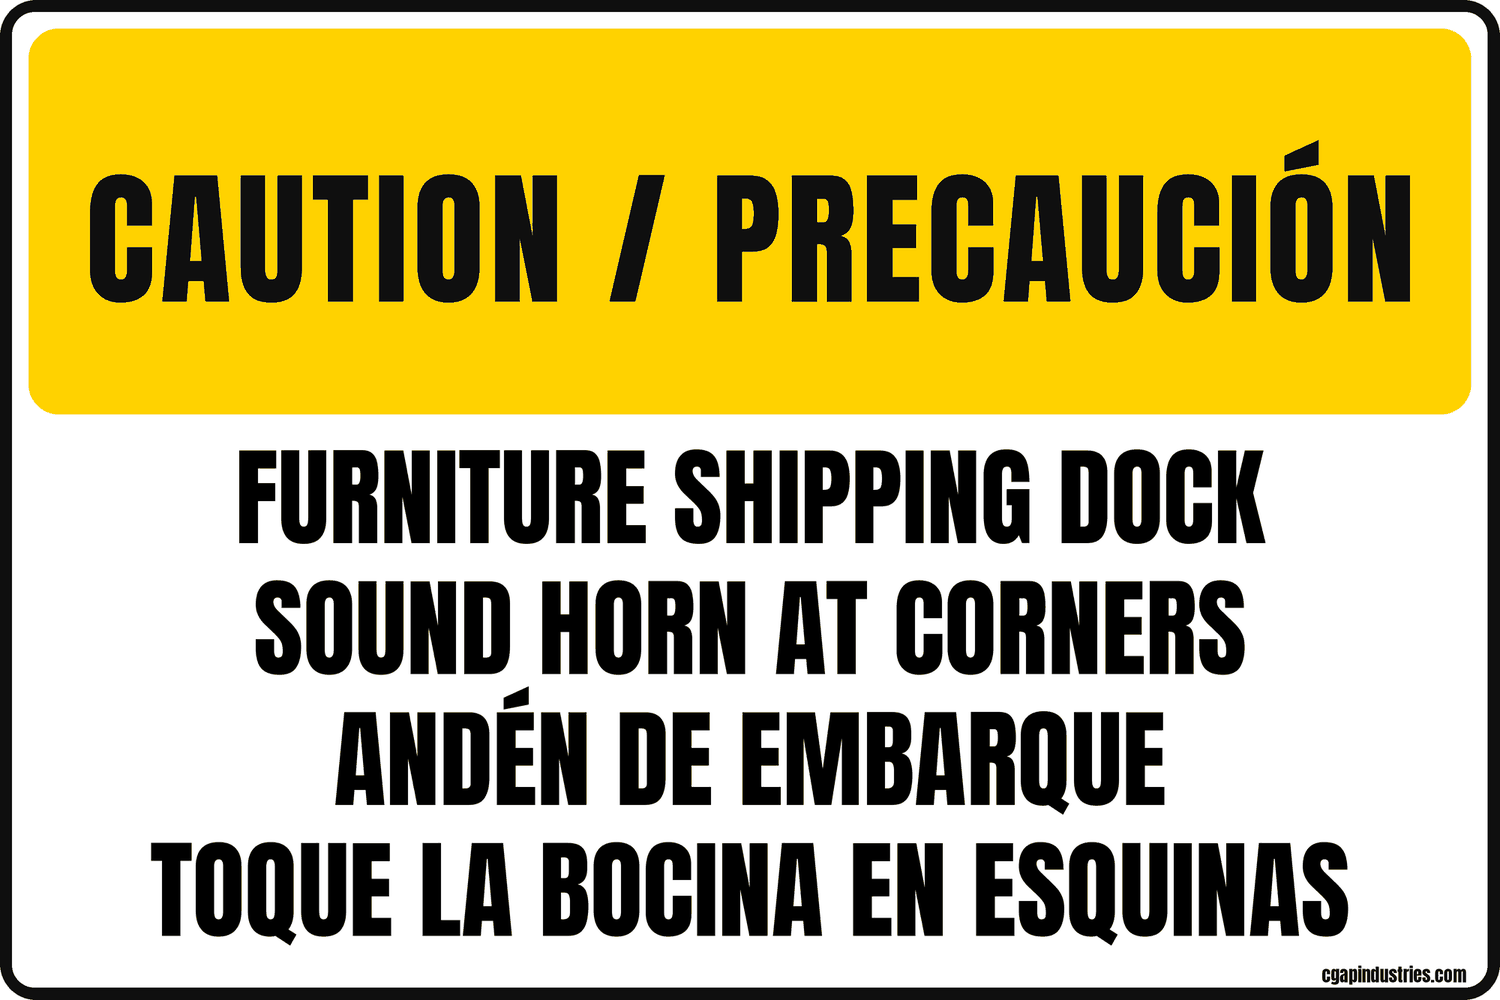 CAUTION / PRECAUCIÓN
FURNITURE SHIPPING DOCK
SOUND HORN AT CORNERS
ANDÉN DE EMBARQUE
TOQUE LA BOCINA EN ESQUINAS
cgapindustries.com